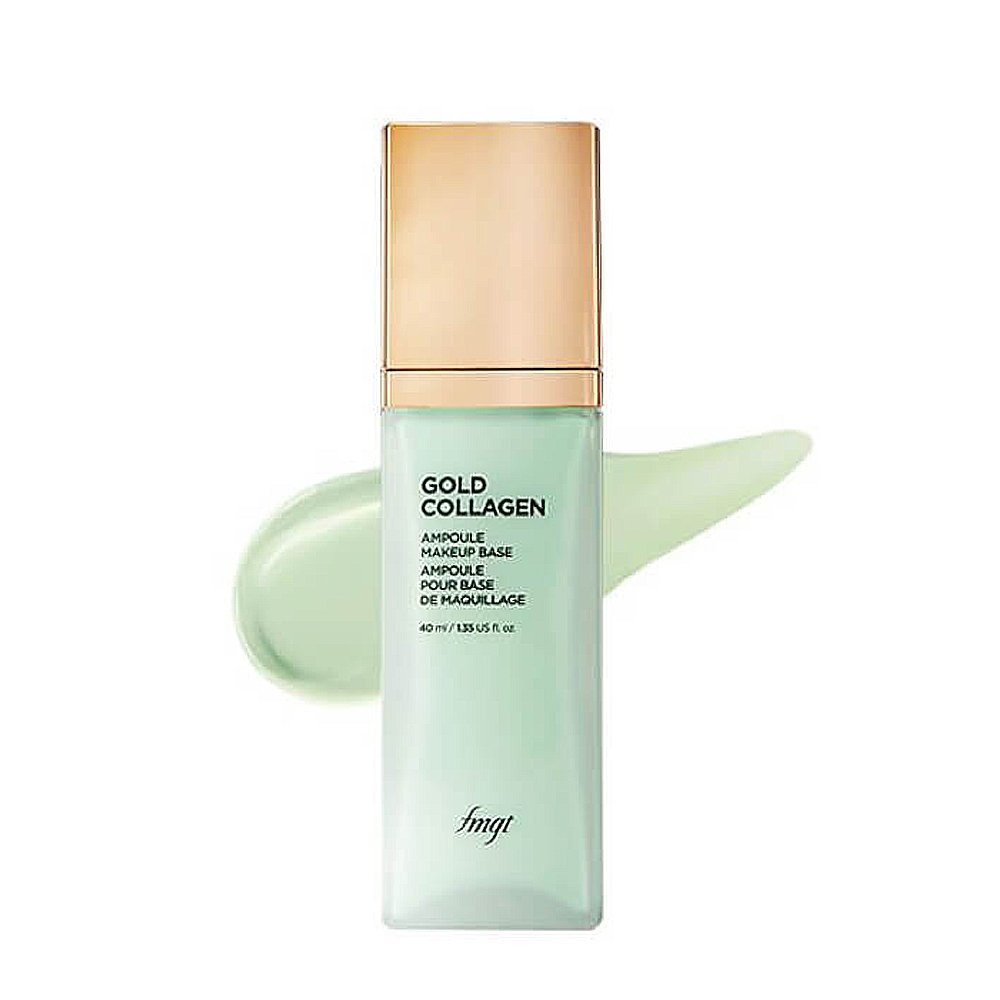 GOLD
COLLAGEN
AMPOULE
MAKEUP BASE
AMPOULE
POUR BASE
DE MAQUILLAGE
40 ml / 1.35 US fl. oz.
fmgt